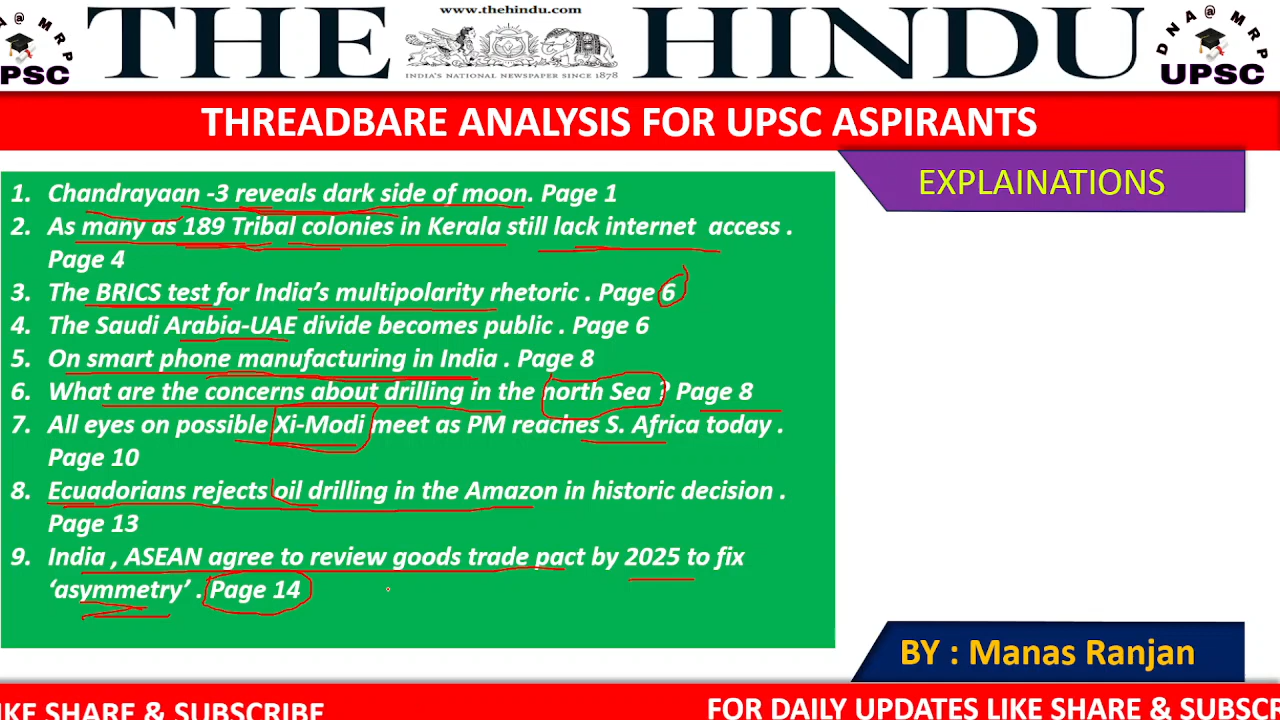 www.thehindu.com
THE HINDU
INDIA'S NATIONAL NEWSPAPER SINCE 1878
DNA@MRP
UPSC
@MRP
PSC
THREADBARE ANALYSIS FOR UPSC ASPIRANTS
EXPLAINATIONS
1. Chandrayaan -3 reveals dark side of moon. Page 1
2. As many as 189 Tribal colonies in Kerala still lack internet access .
Page 4
3. The BRICS test for India's multipolarity rhetoric . Page 6
4. The Saudi Arabia-UAE divide becomes public . Page 6
5. On smart phone manufacturing in India . Page 8
6. What are the concerns about drilling in the north Sea ? Page 8
7. All eyes on possible Xi-Modi meet as PM reaches S. Africa today .
Page 10
8. Ecuadorians rejects oil drilling in the Amazon in historic decision .
Page 13
9. India , ASEAN agree to review goods trade pact by 2025 to fix
‘asymmetry’ . Page 14
BY : Manas Ranjan
IKE SHARE & SUBSCRIBE
FOR DAILY UPDATES LIKE SHARE & SUBSCR